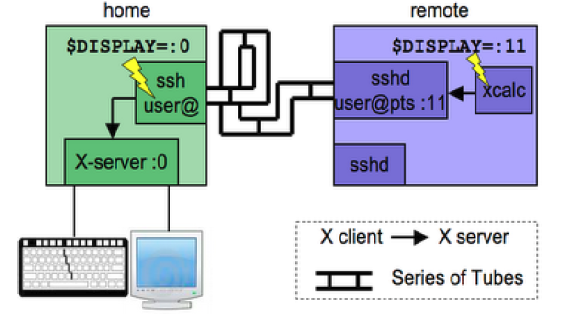 home
remote
$DISPLAY=:0
$DISPLAY=:11
ssh
user@
sshd
user@pts :11
xcalc
X-server :0
sshd
X client
X server
Series of Tubes